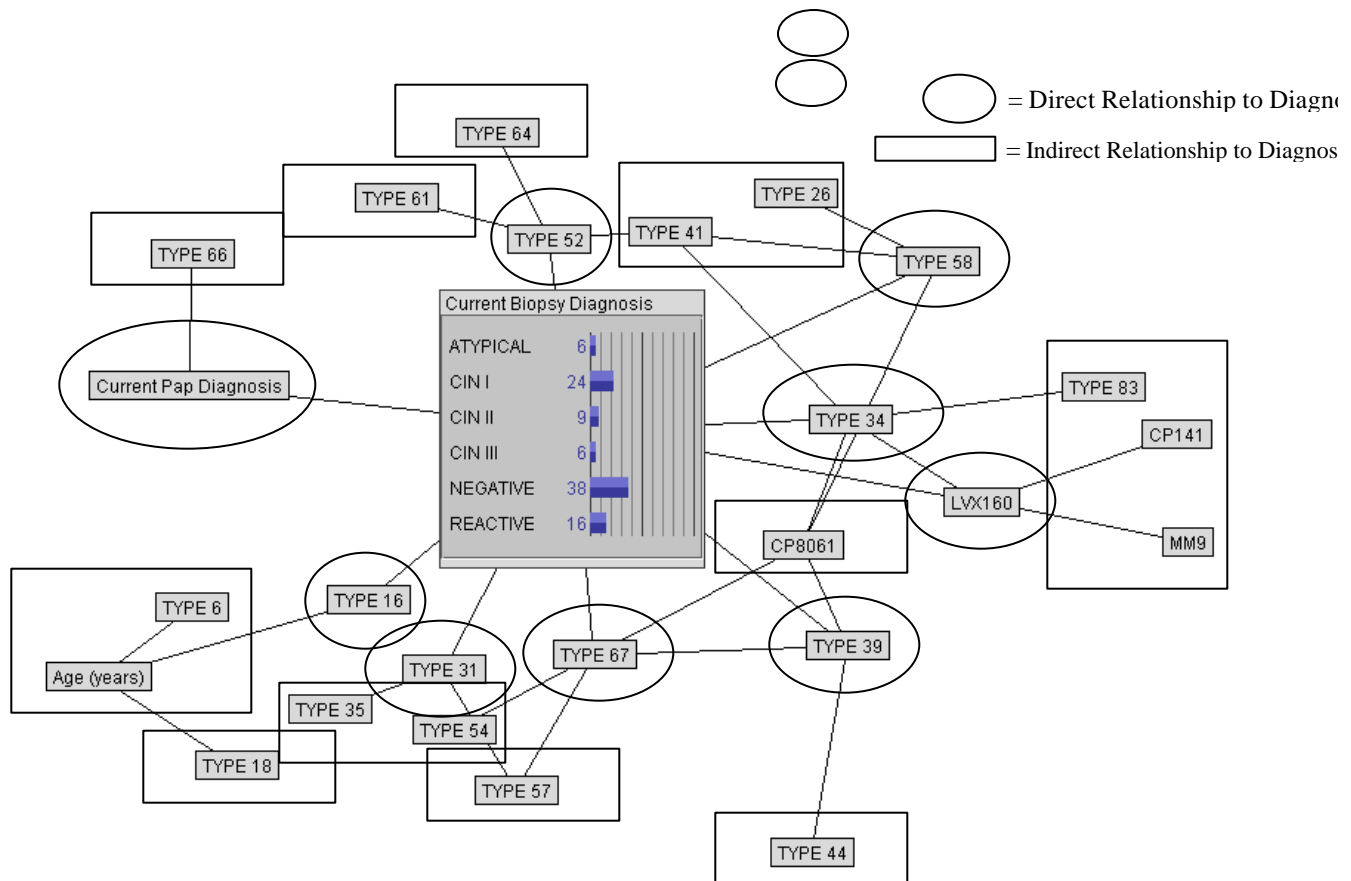 = Direct Relationship to Diagn
TYPE 64
= Indirect Relationship to Diagnos
TYPE 61
TYPE 26
TYPE 52
TYPE 41
TYPE 66
TYPE 58
Current Biopsy Diagnosis
ATYPICAL 6
CIN I 24
CIN II 9
CIN III 6
NEGATIVE 38
REACTIVE 16
Current Pap Diagnosis
TYPE 83
TYPE 34
CP141
LVX160
CP8061
MM9
TYPE 16
TYPE 6
TYPE 39
TYPE 67
TYPE 31
Age (years)
TYPE 35
TYPE 54
TYPE 18
TYPE 57
TYPE 44